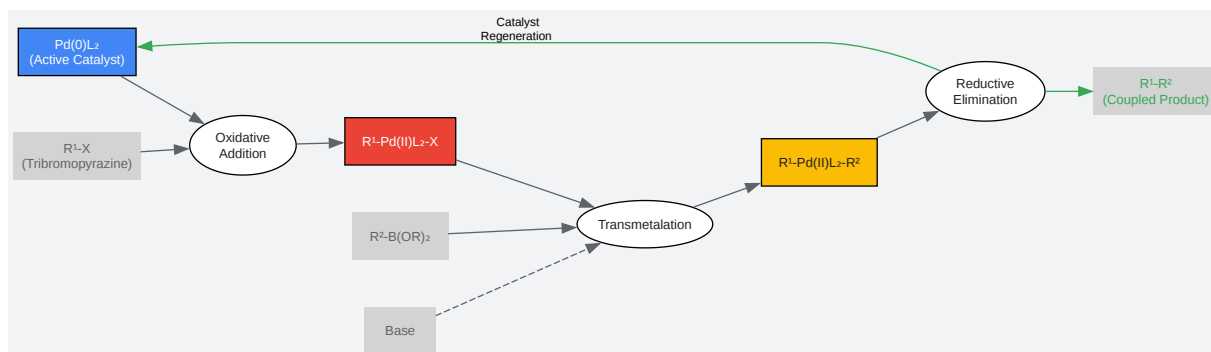 Catalyst
Regeneration
Pd(0)L₂
(Active Catalyst)
R¹-X
(Tribromopyrazine)
Oxidative
Addition
R¹-Pd(II)L₂-X
R²-B(OR)₂
Base
Transmetalation
R¹-Pd(II)L₂-R²
Reductive
Elimination
R¹-R²
(Coupled Product)